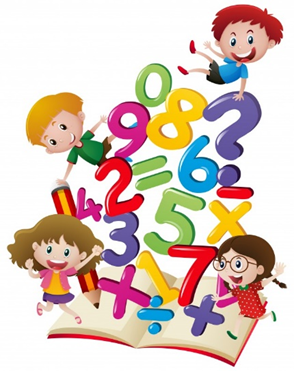 0
9 8 ?
2 = 6 -
4 3 5 ×
+ 1 7 +
÷ ×